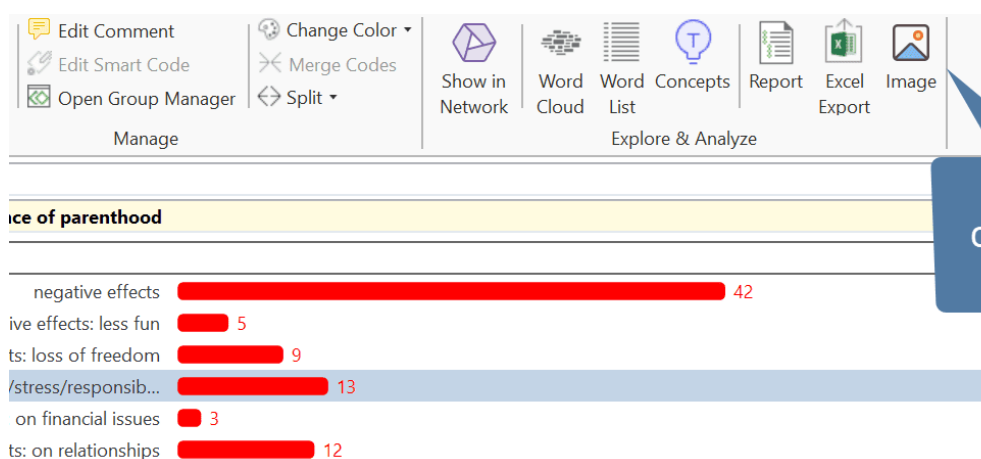 Edit Comment
Edit Smart Code
Open Group Manager
Manage
Change Color
Merge Codes
Split
Show in
Network
Word
Cloud
Word
List
Concepts
Report
Excel
Export
Image
Explore & Analyze
ce of parenthood
negative effects 42
ive effects: less fun 5
ts: loss of freedom 9
/stress/responsib... 13
on financial issues 3
ts: on relationships 12